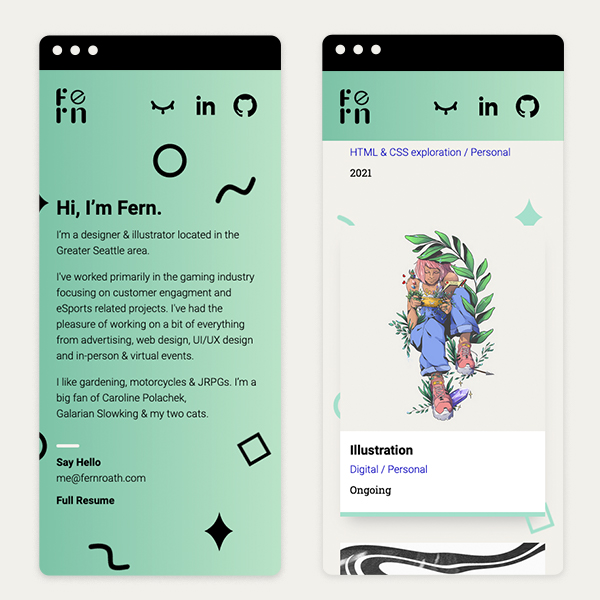 fe
rn
in
Hi, I'm Fern.
I'm a designer & illustrator located in the
Greater Seattle area.
I've worked primarily in the gaming industry
focusing on customer engagment and
eSports related projects. I've had the
pleasure of working on a bit of everything
from advertising, web design, UI/UX design
and in-person & virtual events.
I like gardening, motorcycles & JRPGs. I'm a
big fan of Caroline Polachek,
Galarian Slowking & my two cats.
Say Hello
me@fernroath.com
Full Resume
fe
rn
in
HTML & CSS exploration / Personal
2021
Illustration
Digital / Personal
Ongoing